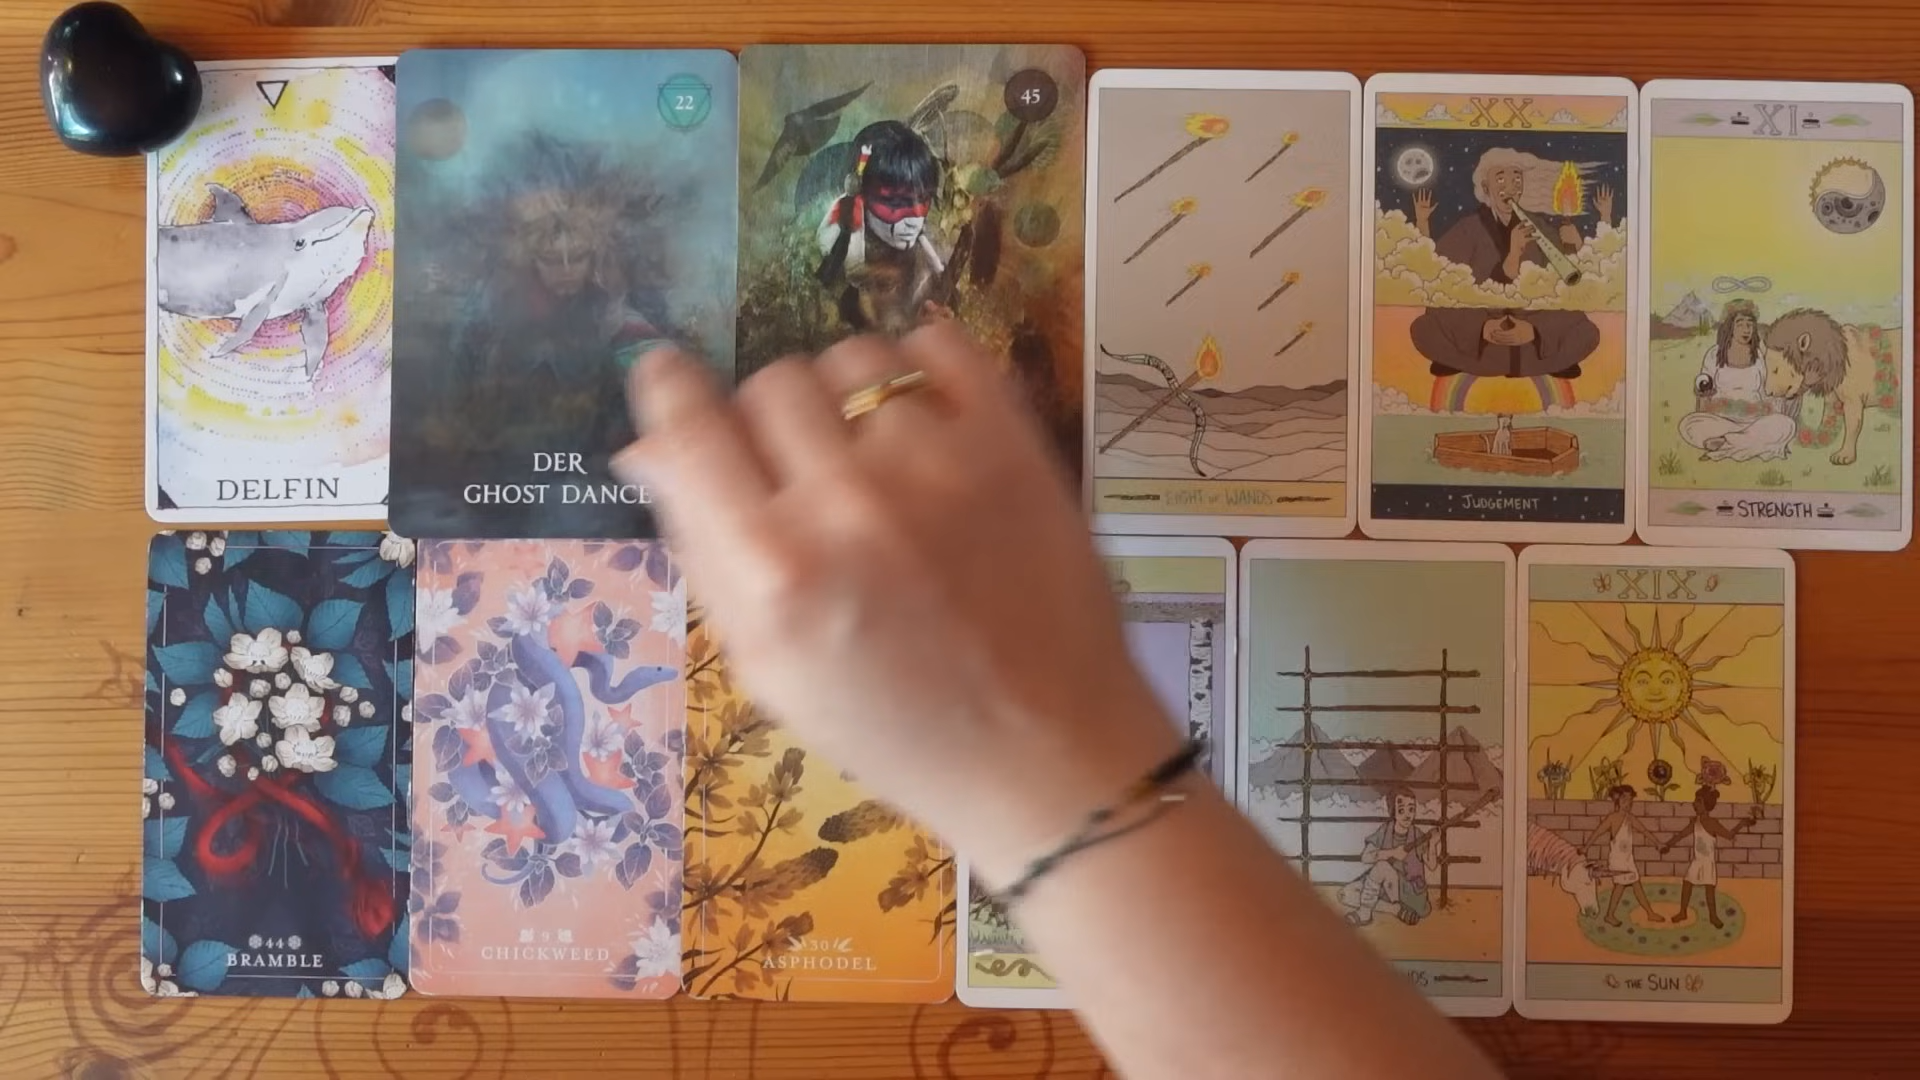 DELFIN
22
DER
GHOST DANCE
45
EIGHT OF WANDS
XX
JUDGEMENT
XI
STRENGTH
44
BRAMBLE
9
CHICKWEED
30
ASPHODEL
XIX
THE SUN